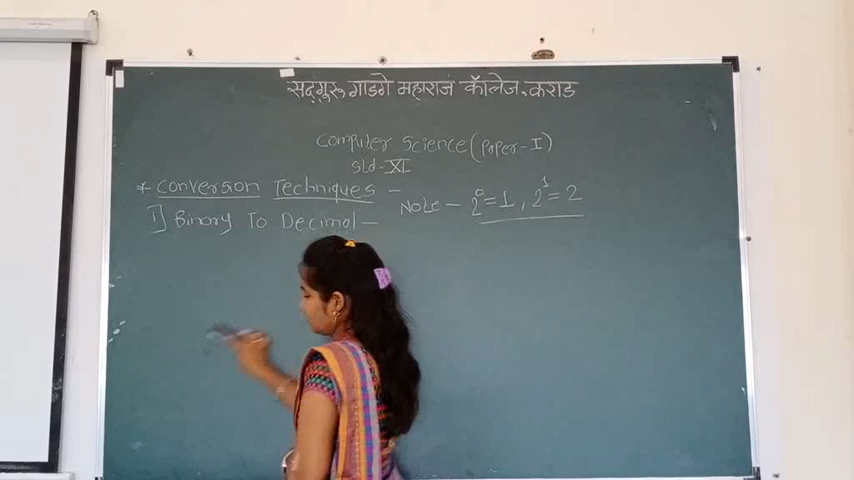 सद्गुरु गाडगे महाराज कॉलेज, कराड
Computer Science (Paper-I)
Std-XI
* Conversion Techniques -
Note - 2⁰=1, 2¹=2
1] Binary To Decimal -